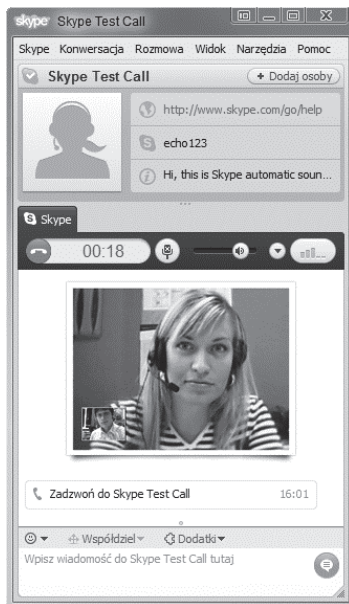 skype Skype Test Call
Skype Konwersacja Rozmowa Widok Narzędzia Pomoc
Skype Test Call + Dodaj osoby
http://www.skype.com/go/help
echo123
Hi, this is Skype automatic soun...
Skype
00:18
Zadzwoń do Skype Test Call 16:01
Współdziel Dodatki
Wpisz wiadomość do Skype Test Call tutaj